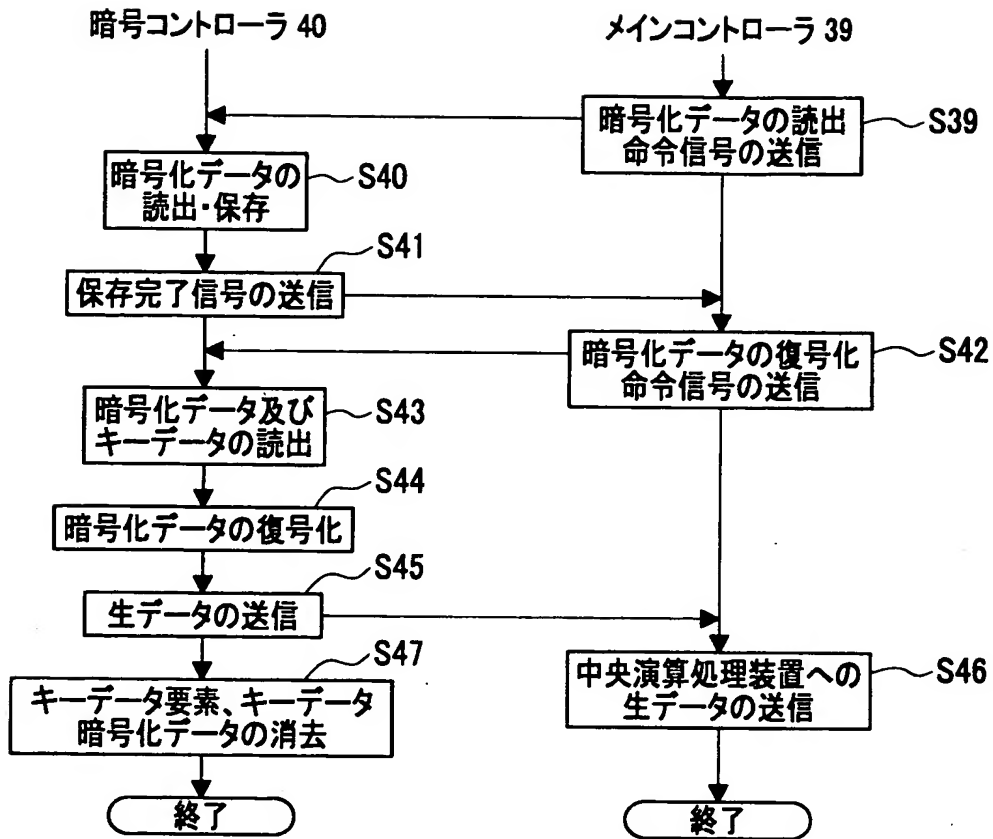 暗号コントローラ 40
メインコントローラ 39
暗号化データの読出
命令信号の送信
S39
暗号化データの
読出・保存
S40
保存完了信号の送信
S41
暗号化データの復号化
命令信号の送信
S42
暗号化データ及び
キーデータの読出
S43
暗号化データの復号化
S44
生データの送信
S45
中央演算処理装置への
生データの送信
S46
キーデータ要素、キーデータ
暗号化データの消去
S47
終了
終了